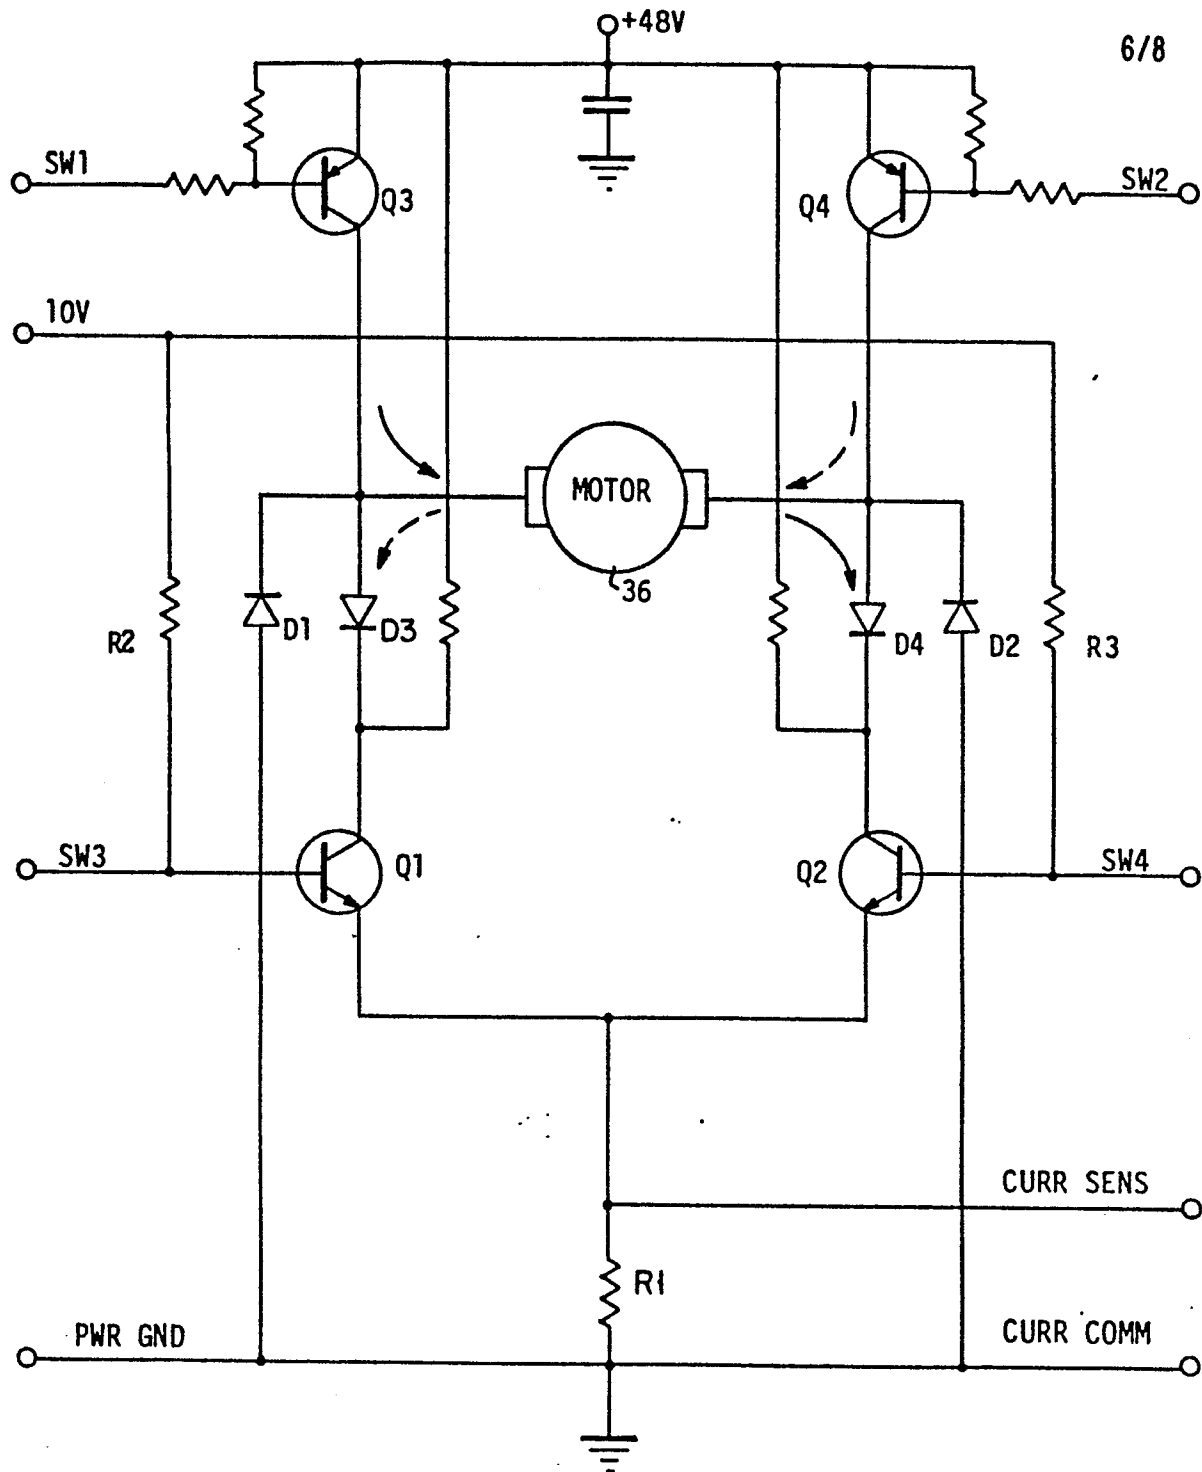 +48V
6/8
SW1
Q3
Q4
SW2
10V
MOTOR
36
R2
D1
D3
D4
D2
R3
SW3
Q1
Q2
SW4
CURR SENS
R1
PWR GND
CURR COMM